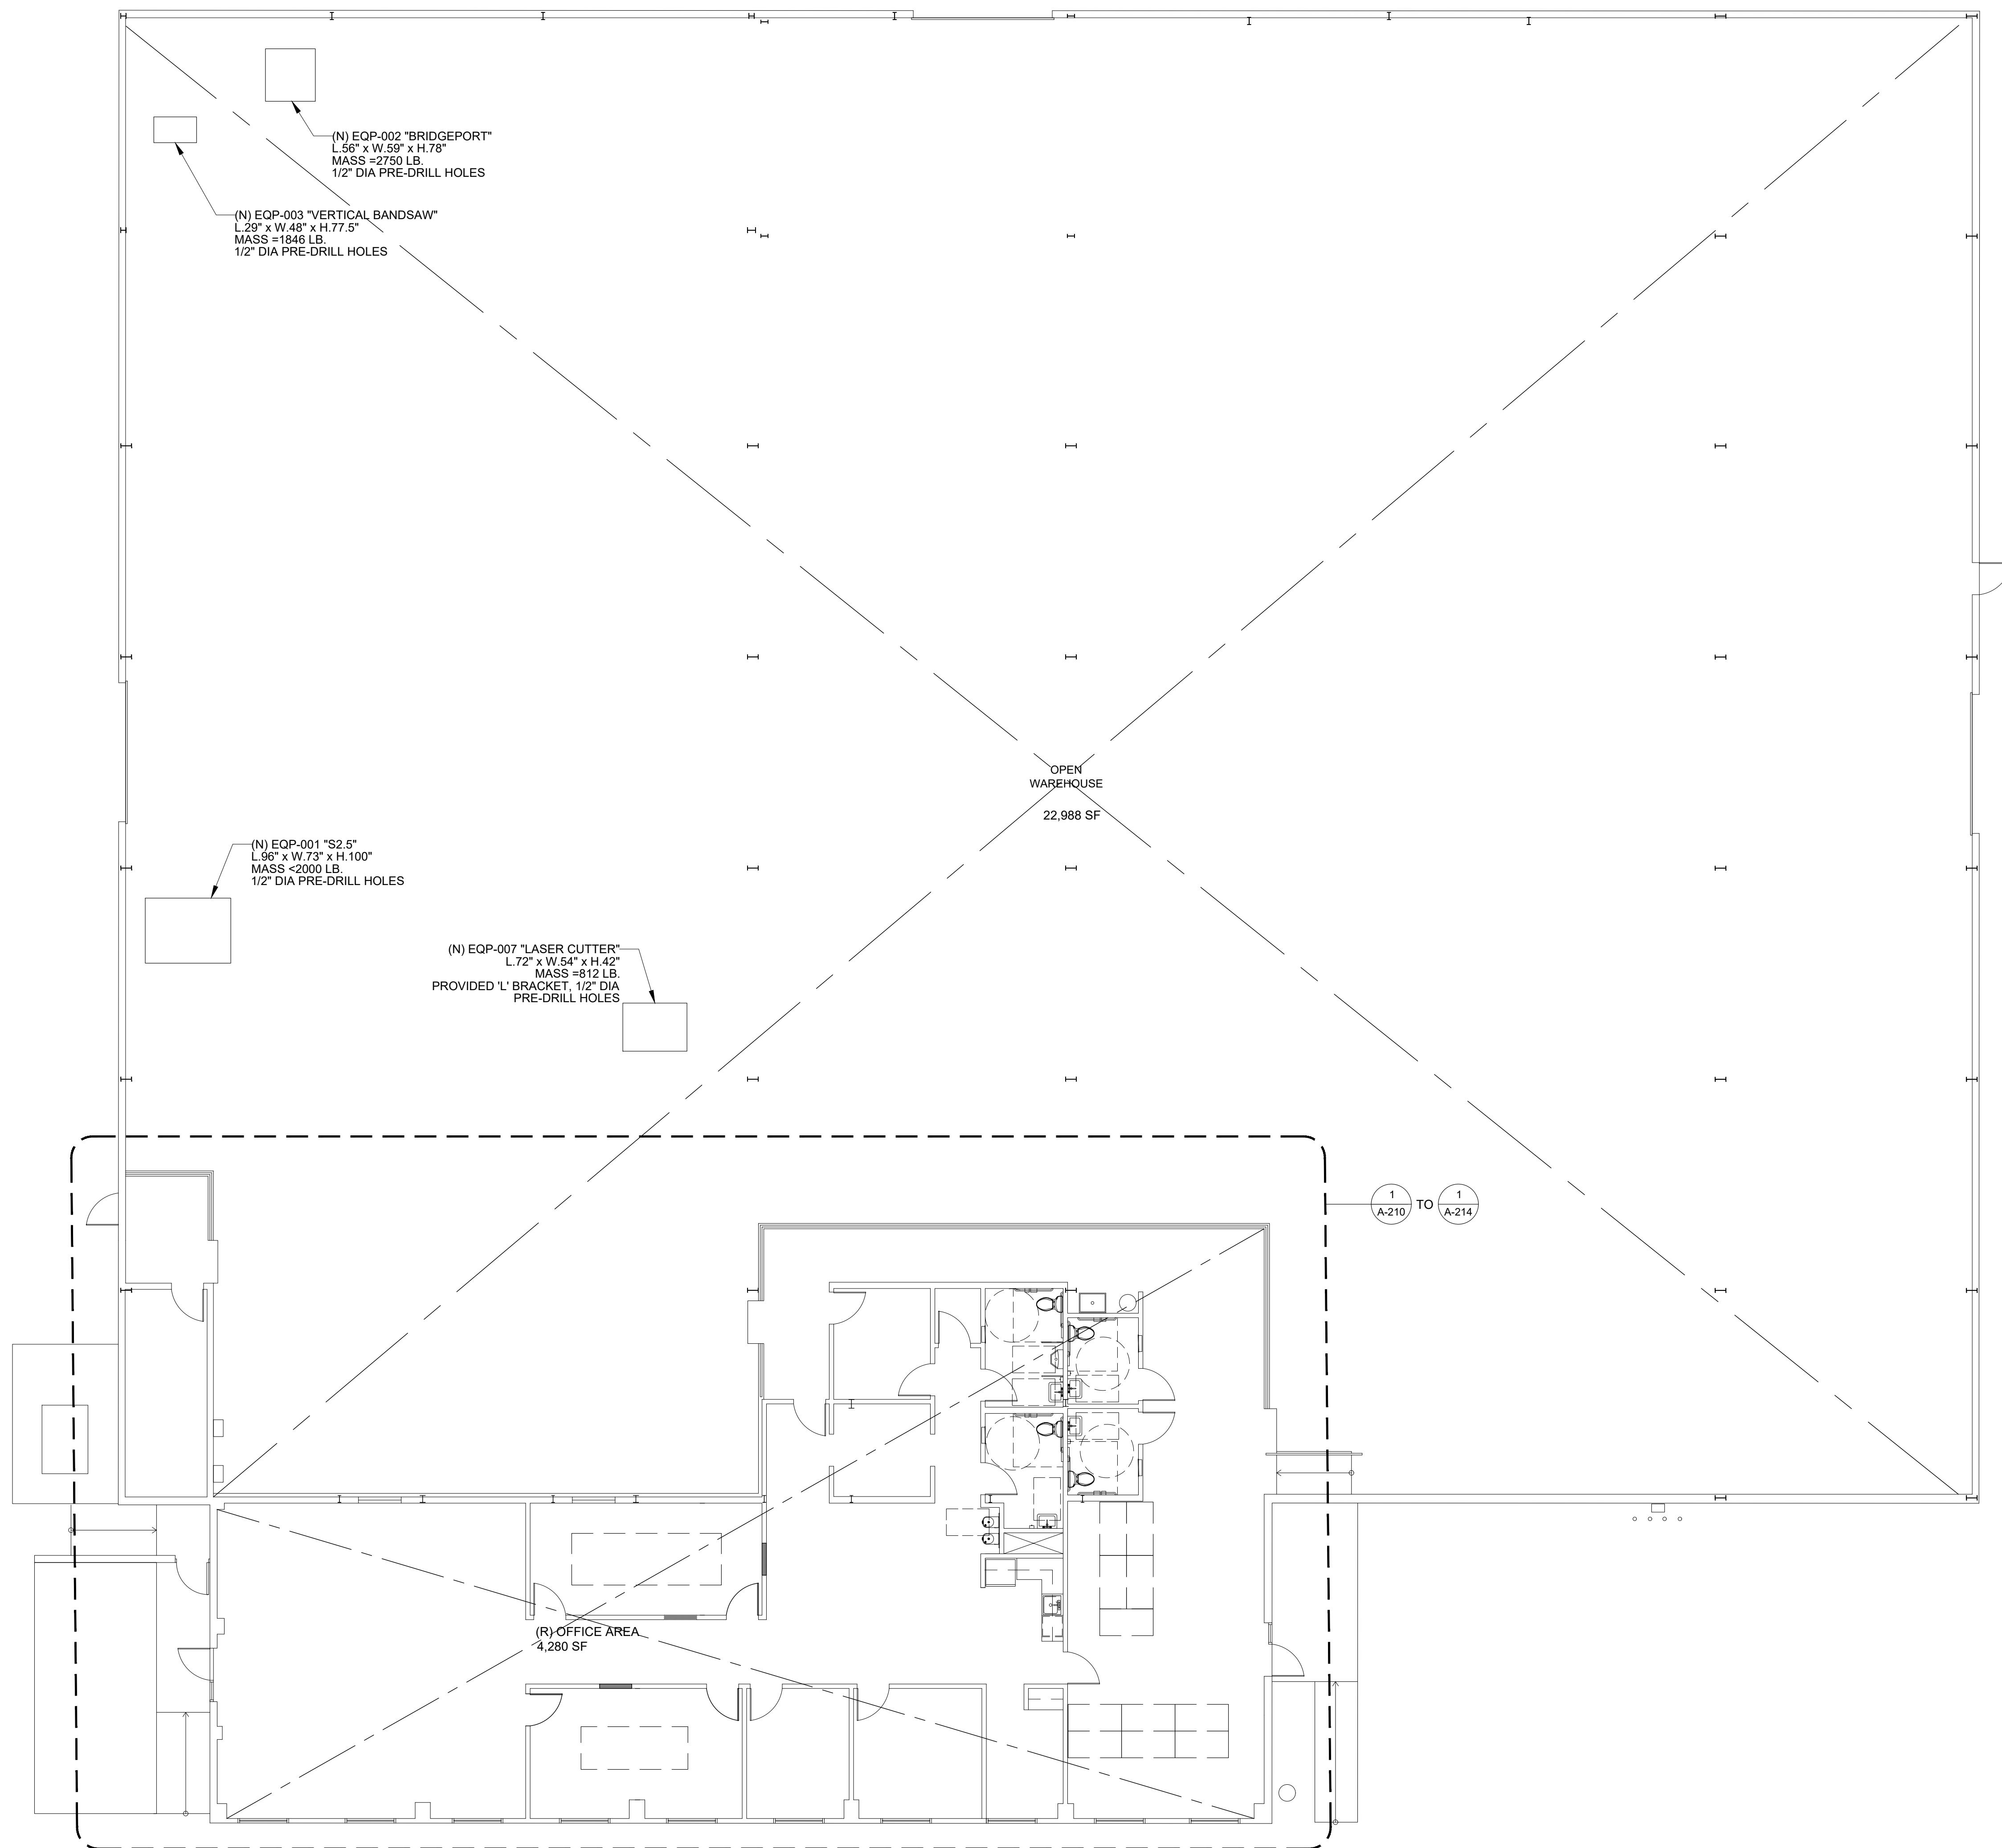 (N) EQP-002 "BRIDGEPORT"
L.56" x W.59" x H.78"
MASS =2750 LB.
1/2" DIA PRE-DRILL HOLES
(N) EQP-003 "VERTICAL BANDSAW"
L.29" x W.48" x H.77.5"
MASS =1846 LB.
1/2" DIA PRE-DRILL HOLES
OPEN
WAREHOUSE
22,988 SF
(N) EQP-001 "S2.5"
L.96" x W.73" x H.100"
MASS <2000 LB.
1/2" DIA PRE-DRILL HOLES
(N) EQP-007 "LASER CUTTER"
L.72" x W.54" x H.42"
MASS =812 LB.
PROVIDED 'L' BRACKET, 1/2" DIA
PRE-DRILL HOLES
1
A-210
TO
1
A-214
(R) OFFICE AREA
4,280 SF